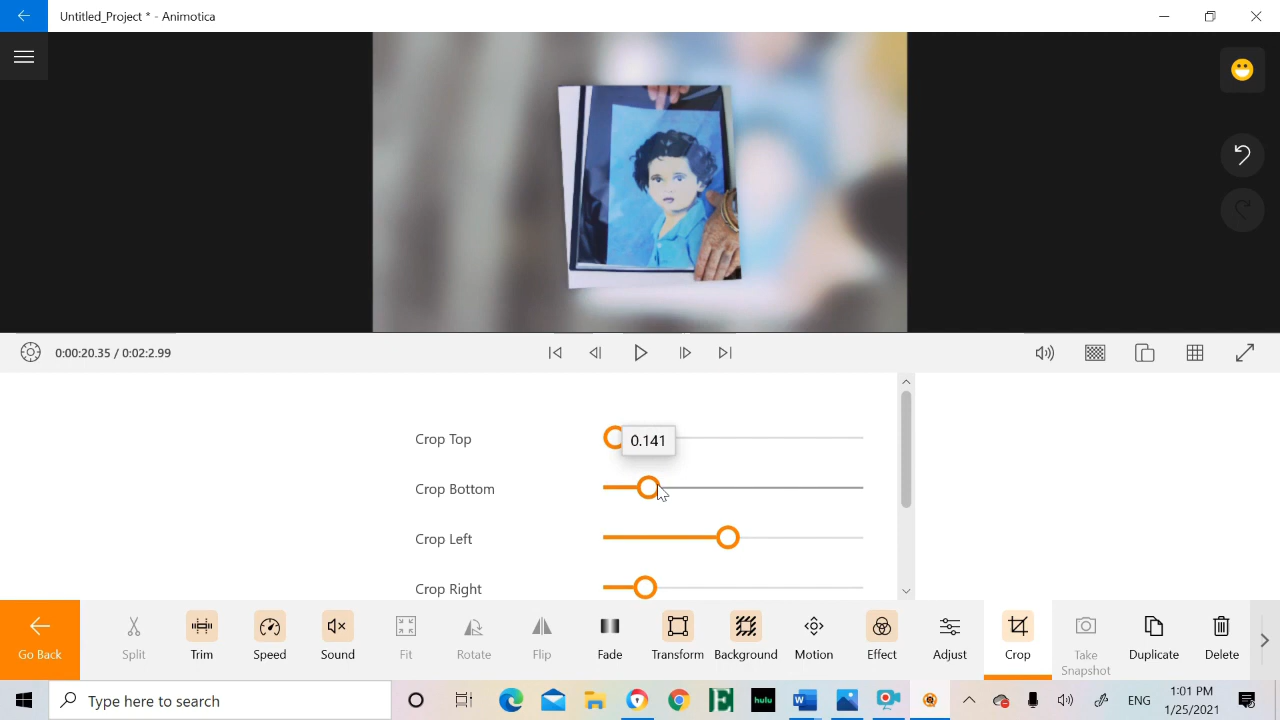 Untitled_Project * - Animotica
0:00:20.35 / 0:02:2.99
Crop Top
0.141
Crop Bottom
Crop Left
Crop Right
Go Back
Split
Trim
Speed
Sound
Fit
Rotate
Flip
Fade
Transform
Background
Motion
Effect
Adjust
Crop
Take
Snapshot
Duplicate
Delete
Type here to search
hulu
ENG
1:01 PM
1/25/2021